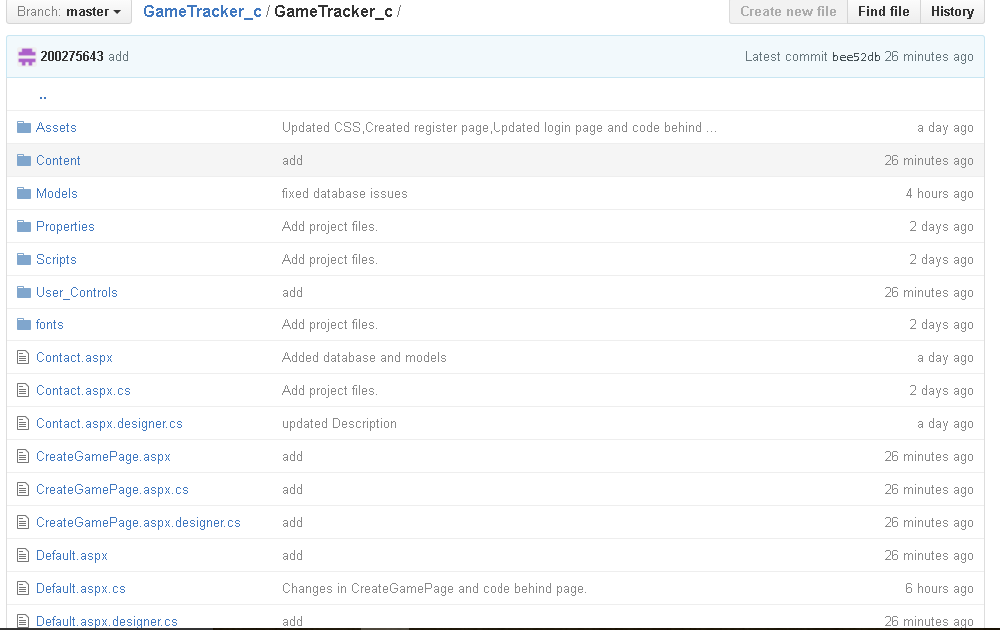 Branch: master GameTracker_c / GameTracker_c / Create new file Find file History
200275643 add Latest commit bee52db 26 minutes ago
..
Assets Updated CSS,Created register page,Updated login page and code behind ... a day ago
Content add 26 minutes ago
Models fixed database issues 4 hours ago
Properties Add project files. 2 days ago
Scripts Add project files. 2 days ago
User_Controls add 26 minutes ago
fonts Add project files. 2 days ago
Contact.aspx Added database and models a day ago
Contact.aspx.cs Add project files. 2 days ago
Contact.aspx.designer.cs updated Description a day ago
CreateGamePage.aspx add 26 minutes ago
CreateGamePage.aspx.cs add 26 minutes ago
CreateGamePage.aspx.designer.cs add 26 minutes ago
Default.aspx add 26 minutes ago
Default.aspx.cs Changes in CreateGamePage and code behind page. 6 hours ago
Default.aspx.designer.cs add 26 minutes ago